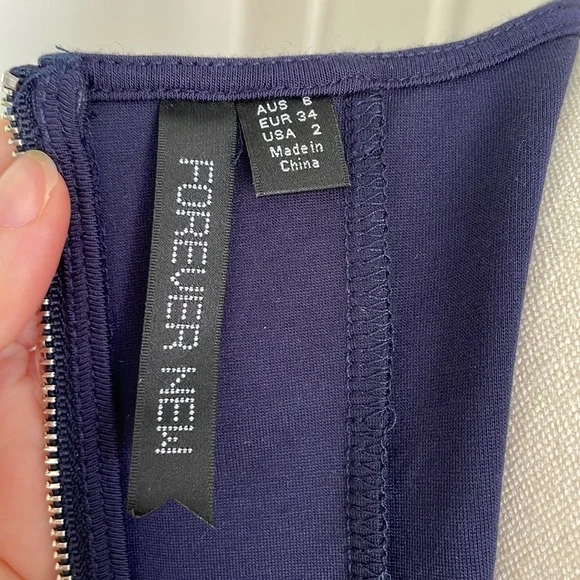 FOREVER NEW
AUS 6
EUR 34
USA 2
Made in
China